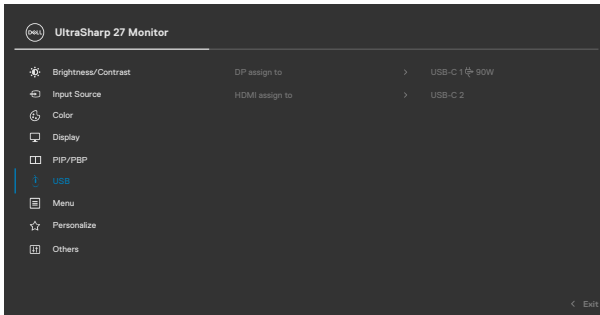 DELL UltraSharp 27 Monitor
Brightness/Contrast DP assign to > USB-C 1 90W
Input Source HDMI assign to > USB-C 2
Color
Display
PIP/PBP
USB
Menu
Personalize
Others
< Exit